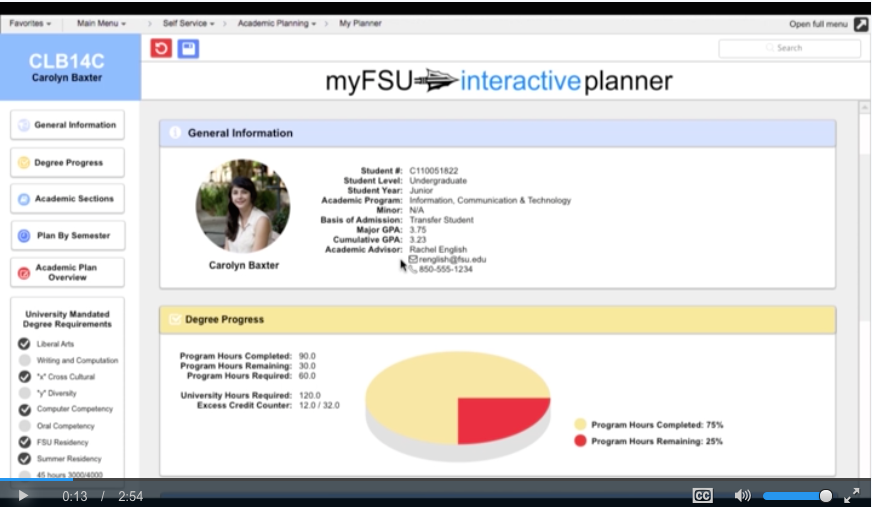 Favorites Main Menu > Self Service > Academic Planning > My Planner Open full menu
CLB14C
Carolyn Baxter
Search
myFSU interactive planner
General Information
Degree Progress
Academic Sections
Plan By Semester
Academic Plan
Overview
University Mandated
Degree Requirements
Liberal Arts
Writing and Computation
"x" Cross Cultural
"y" Diversity
Computer Competency
Oral Competency
FSU Residency
Summer Residency
45 hours 3000/4000
General Information
Carolyn Baxter
Student #: C110051822
Student Level: Undergraduate
Student Year: Junior
Academic Program: Information, Communication & Technology
Minor: N/A
Basis of Admission: Transfer Student
Major GPA: 3.75
Cumulative GPA: 3.23
Academic Advisor: Rachel English
renglish@fsu.edu
850-555-1234
Degree Progress
Program Hours Completed: 90.0
Program Hours Remaining: 30.0
Program Hours Required: 60.0
University Hours Required: 120.0
Excess Credit Counter: 12.0 / 32.0
Program Hours Completed: 75%
Program Hours Remaining: 25%
0:13 / 2:54
CC